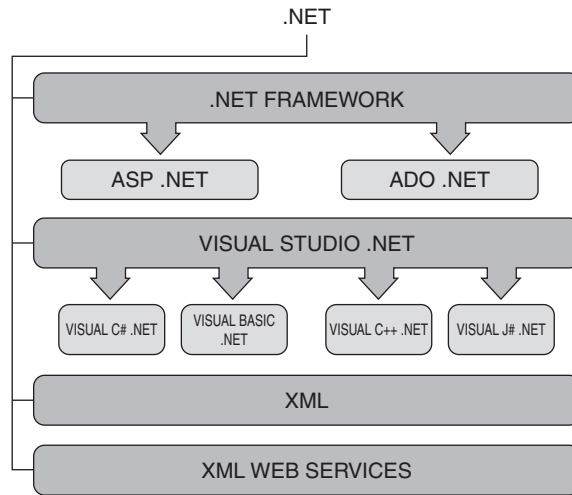 .NET
.NET FRAMEWORK
ASP .NET
ADO .NET
VISUAL STUDIO .NET
VISUAL C# .NET
VISUAL BASIC
.NET
VISUAL C++ .NET
VISUAL J# .NET
XML
XML WEB SERVICES